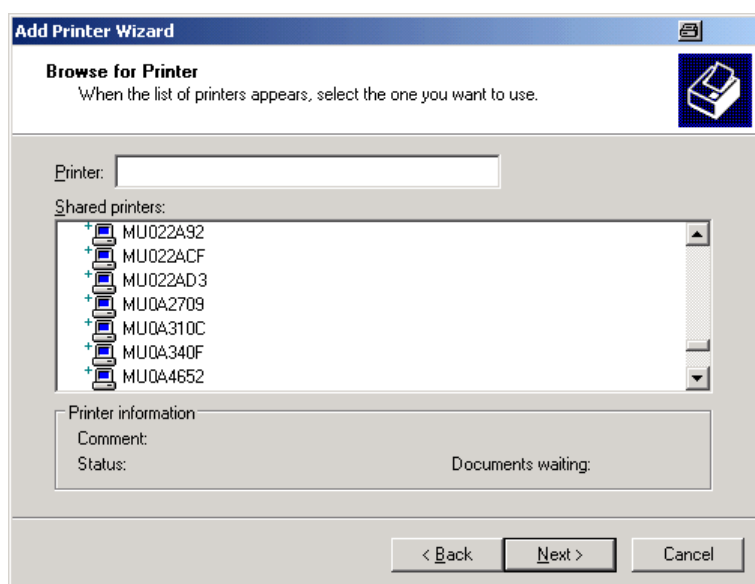 Add Printer Wizard
Browse for Printer
When the list of printers appears, select the one you want to use.
Printer:
Shared printers:
MU022A92
MU022ACF
MU022AD3
MU0A2709
MU0A310C
MU0A340F
MU0A4652
Printer information
Comment:
Status: Documents waiting:
< Back Next > Cancel